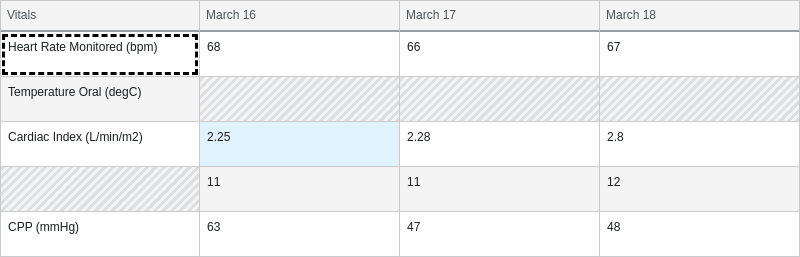 Vitals March 16 March 17 March 18
Heart Rate Monitored (bpm) 68 66 67
Temperature Oral (degC)
Cardiac Index (L/min/m2) 2.25 2.28 2.8
11 11 12
CPP (mmHg) 63 47 48